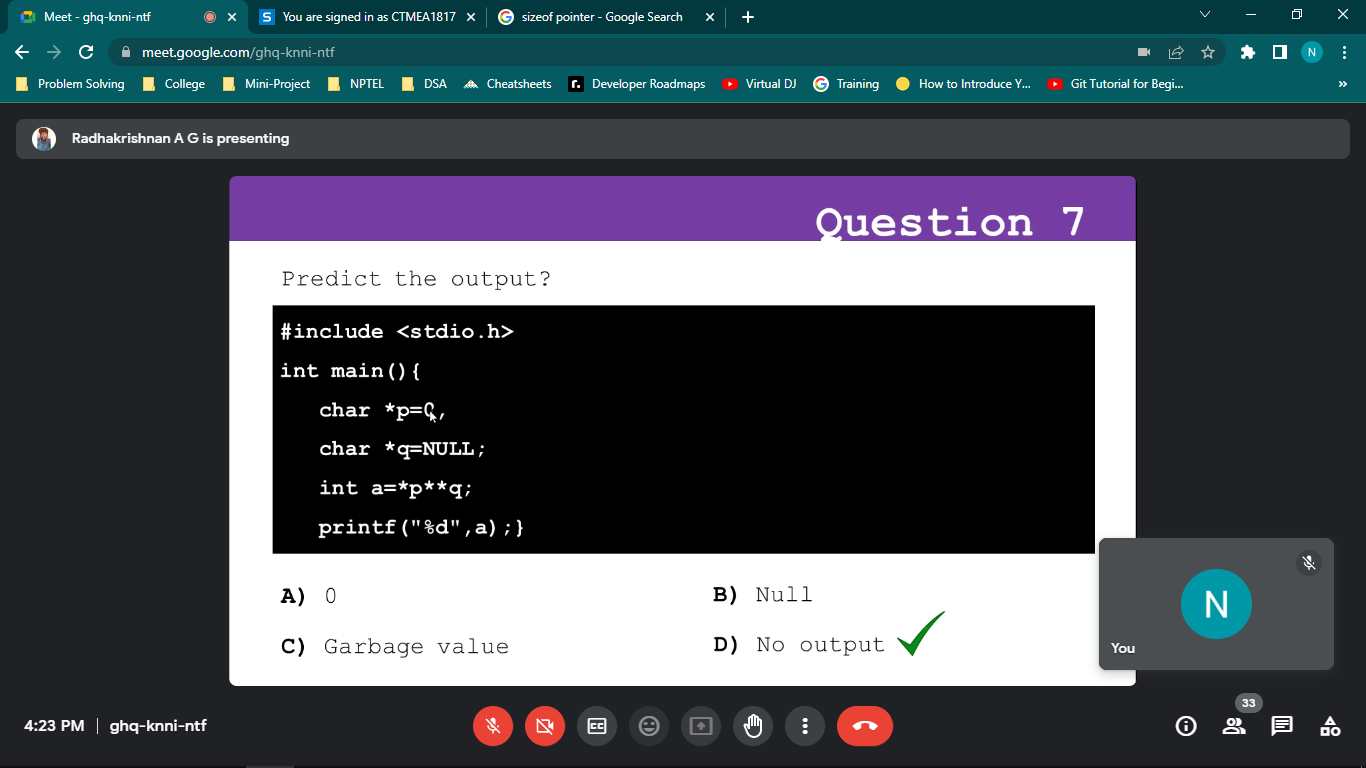 Meet - ghq-knni-ntf
S You are signed in as CTMEA1817
G sizeof pointer - Google Search
meet.google.com/ghq-knni-ntf
N
Problem Solving College Mini-Project NPTEL DSA Cheatsheets r. Developer Roadmaps Virtual DJ G Training How to Introduce Y... Git Tutorial for Begi... »
Radhakrishnan A G is presenting
Question 7
Predict the output?
#include <stdio.h>
int main(){
char *p=0,
char *q=NULL;
int a=*p**q;
printf("%d",a);}
A) 0
B) Null
C) Garbage value
D) No output
N
You
4:23 PM | ghq-knni-ntf
CC
33